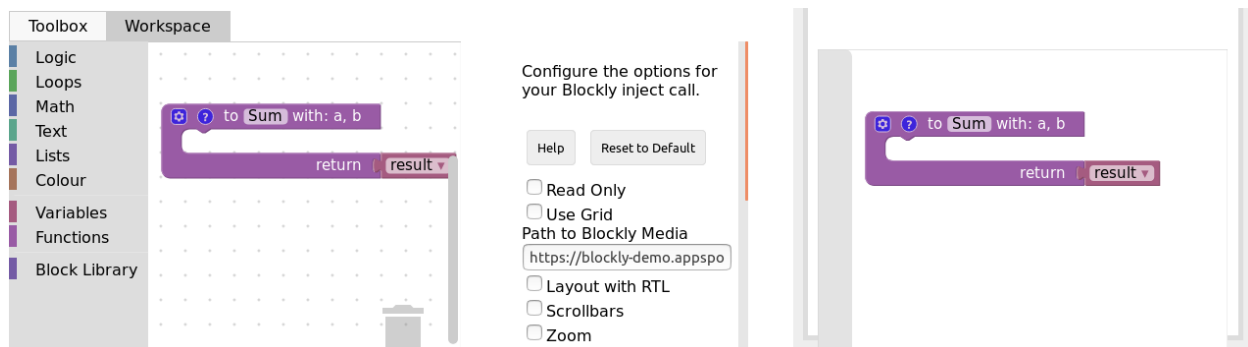 Toolbox Workspace
Logic
Loops
Math
Text
Lists
Colour
Variables
Functions
Block Library
? to Sum with: a, b
return result ▾
Configure the options for
your Blockly inject call.
Help Reset to Default
Read Only
Use Grid
Path to Blockly Media
https://blockly-demo.appspo
Layout with RTL
Scrollbars
Zoom
? to Sum with: a, b
return result ▾